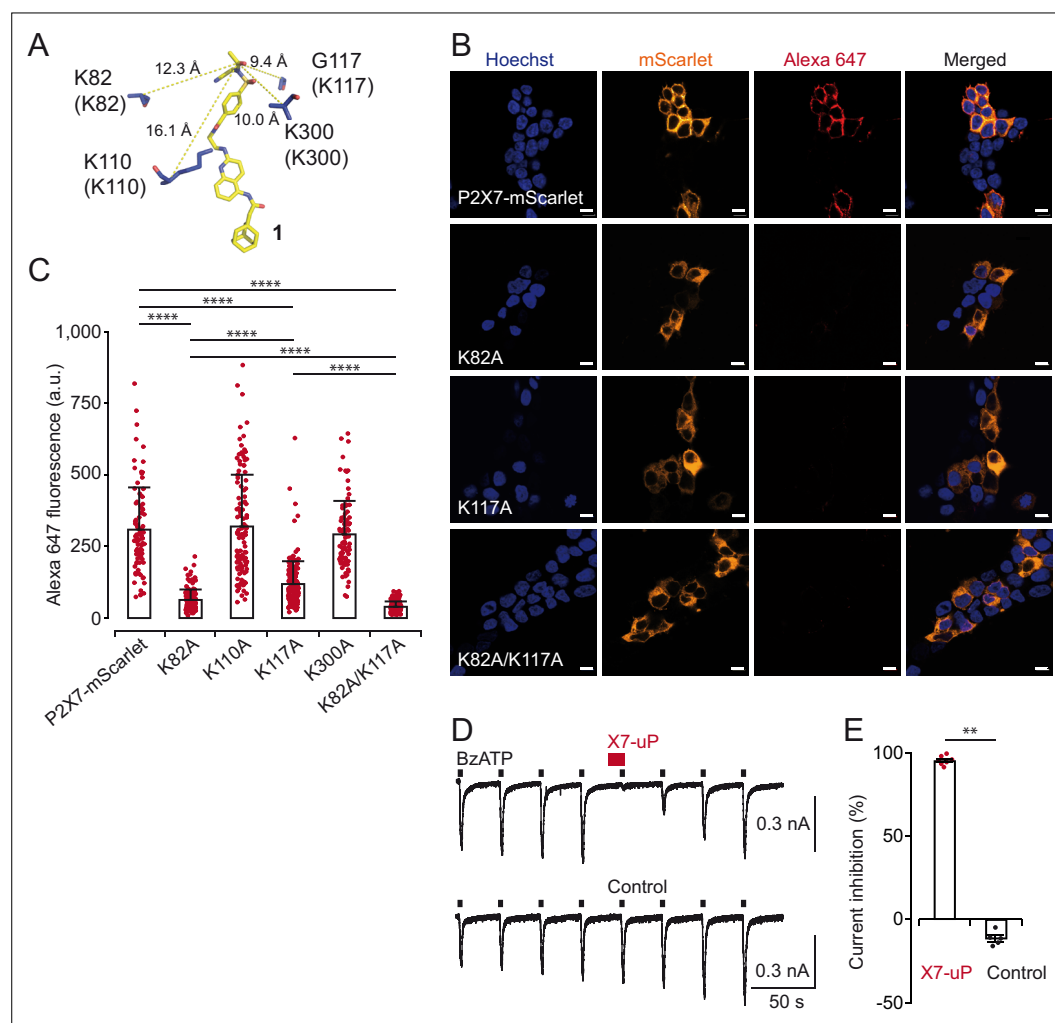 A
K82
(K82)
12.3 Å
9.4 Å
G117
(K117)
16.1 Å
10.0 Å
K300
(K300)
K110
(K110)
1
B
Hoechst mScarlet Alexa 647 Merged
P2X7-mScarlet
K82A
K117A
K82A/K117A
C
****
****
**** ****
****
****
1,000
750
500
250
0
Alexa 647 fluorescence (a.u.)
P2X7-mScarlet K82A K110A K117A K300A K82A/K117A
D
X7-uP
BzATP
0.3 nA
Control
0.3 nA
50 s
E
**
100
50
0
-50
Current inhibition (%)
X7-uP Control